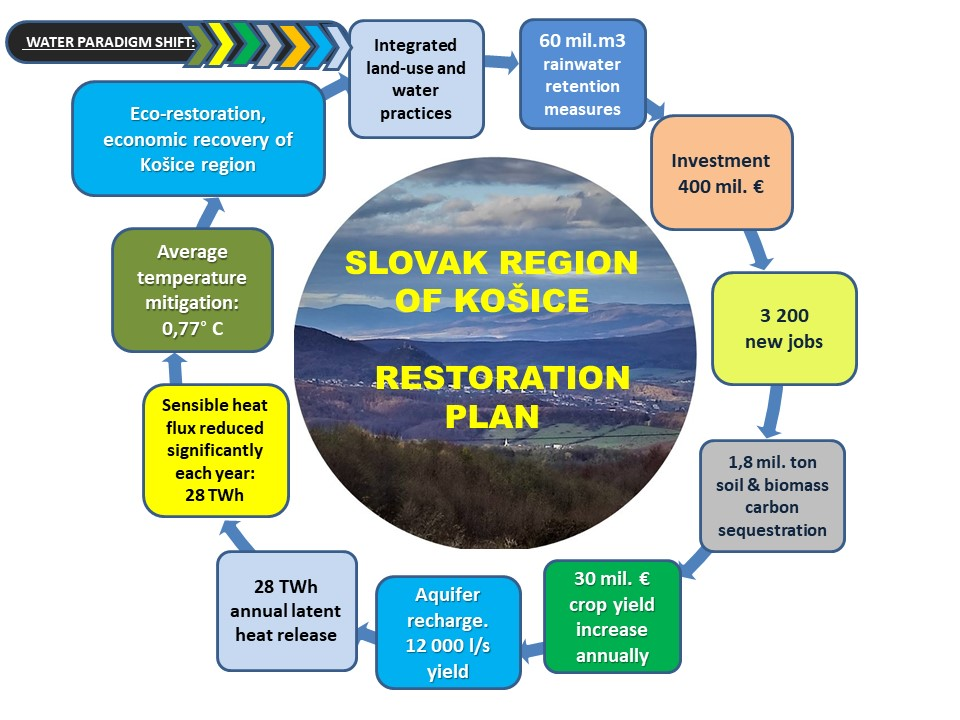 WATER PARADIGM SHIFT:
Integrated
land-use and
water
practices
60 mil.m3
rainwater
retention
measures
Investment
400 mil. €
3 200
new jobs
1,8 mil. ton
soil & biomass
carbon
sequestration
30 mil. €
crop yield
increase
annually
Aquifer
recharge.
12 000 l/s
yield
28 TWh
annual latent
heat release
Sensible heat
flux reduced
significantly
each year:
28 TWh
Average
temperature
mitigation:
0,77° C
Eco-restoration,
economic recovery of
Košice region
SLOVAK REGION
OF KOŠICE
RESTORATION
PLAN